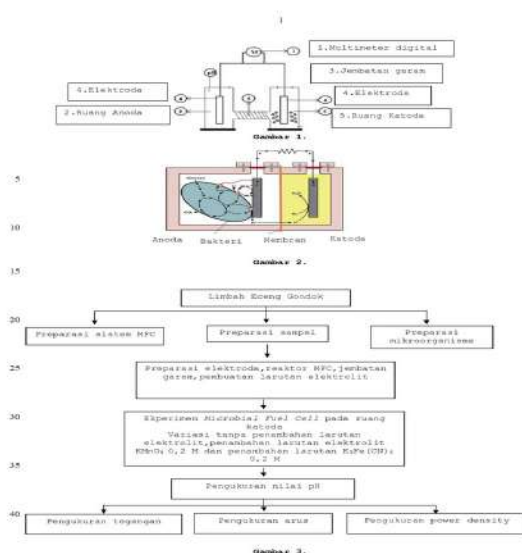 1
1.Multimeter digital
3.Jembatan garam
4.Elektroda
4.Elektroda
2.Ruang Anoda
5.Ruang Katoda
Gambar 1.
5
10
Anoda Bakteri Membran Katoda
Gambar 2.
15
Limbah Eceng Gondok
20
Preparasi sistem MFC
Preparasi sampel
Preparasi
mikroorganisme
25
Preparasi elektroda,reaktor MFC,jembatan
garam,pembuatan larutan elektrolit
30
Experimen Microbial Fuel Cell pada ruang
katoda
Variasi tanpa penambahan larutan
elektrolit,penambahan larutan elektrolit
KMnO4 0,2 M dan penambahan larutan K3Fe(CN)6
0,2 M
35
Pengukuran nilai pH
40
Pengukuran tegangan
Pengukuran arus
Pengukuran power density
Gambar 3.